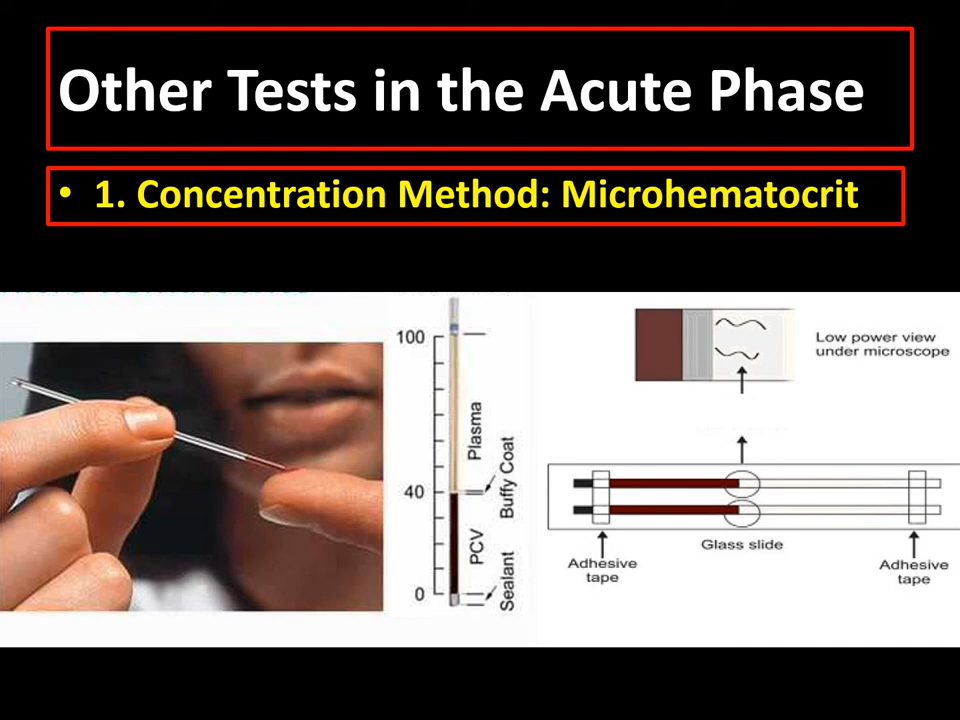 Other Tests in the Acute Phase
• 1. Concentration Method: Microhematocrit
100
40
0
Plasma
Buffy Coat
PCV
Sealant
Low power view
under microscope
Glass slide
Adhesive
tape
Adhesive
tape